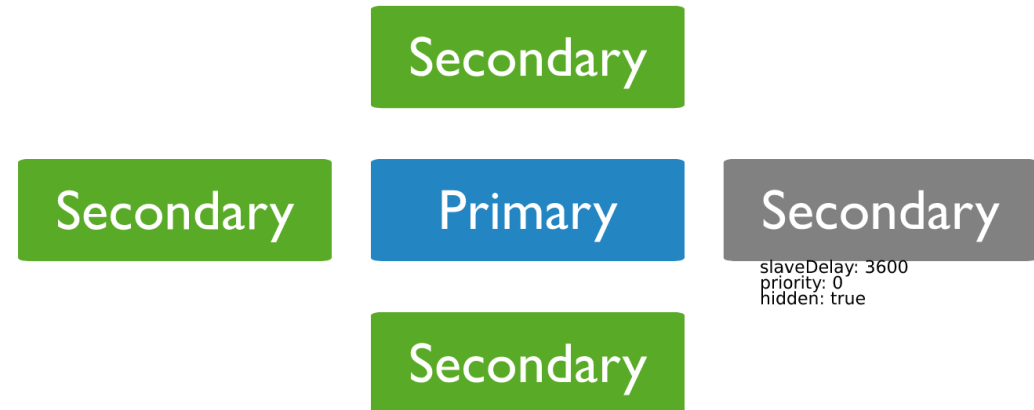 Secondary
Secondary
Primary
Secondary
slaveDelay: 3600
priority: 0
hidden: true
Secondary